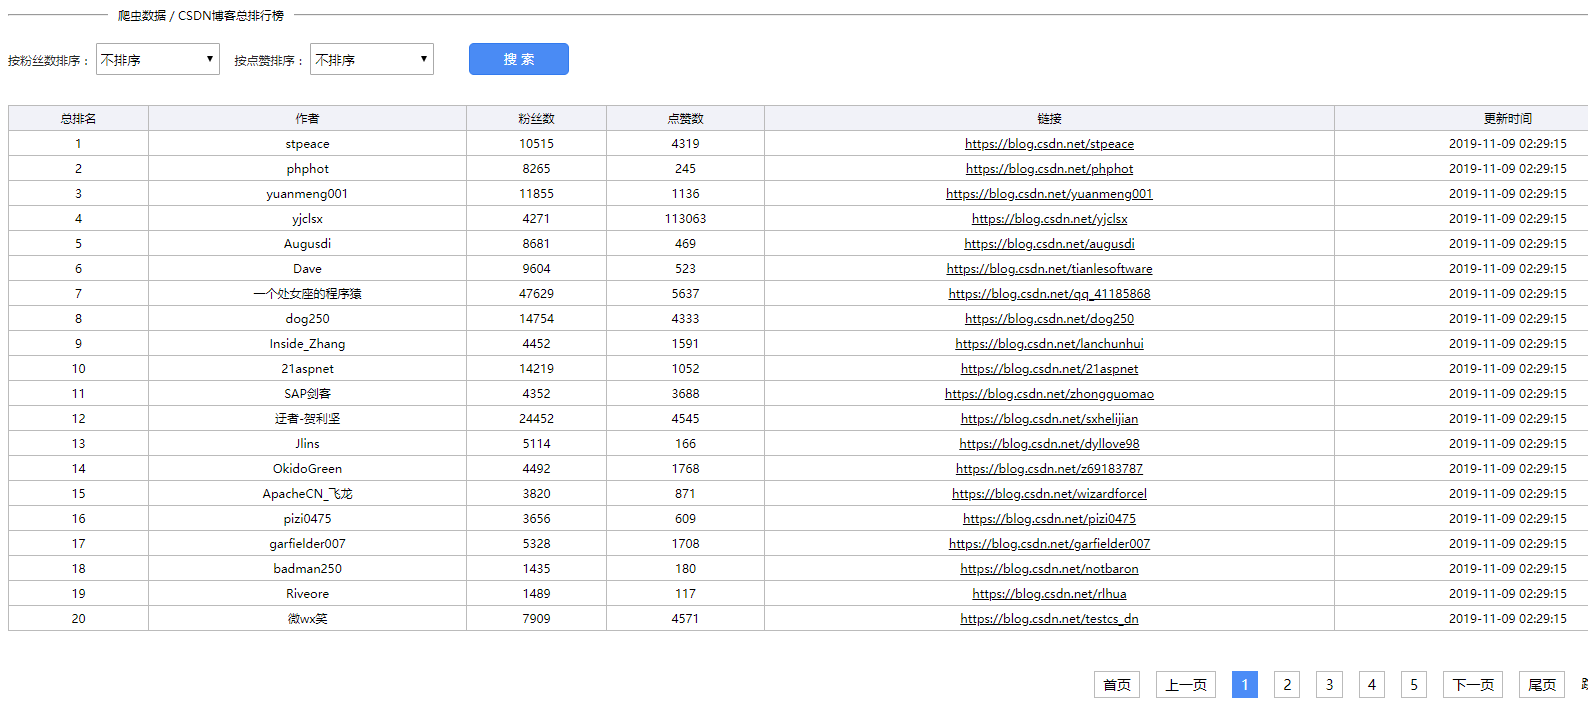 爬虫数据 / CSDN博客总排行榜
按粉丝数排序： 不排序 ▼ 按点赞排序： 不排序 ▼ 搜 索
总排名 作者 粉丝数 点赞数 链接 更新时间
1 stpeace 10515 4319 https://blog.csdn.net/stpeace 2019-11-09 02:29:15
2 phphot 8265 245 https://blog.csdn.net/phphot 2019-11-09 02:29:15
3 yuanmeng001 11855 1136 https://blog.csdn.net/yuanmeng001 2019-11-09 02:29:15
4 yjclsx 4271 113063 https://blog.csdn.net/yjclsx 2019-11-09 02:29:15
5 Augusdi 8681 469 https://blog.csdn.net/augusdi 2019-11-09 02:29:15
6 Dave 9604 523 https://blog.csdn.net/tianlesoftware 2019-11-09 02:29:15
7 一个处女座的程序猿 47629 5637 https://blog.csdn.net/qq_41185868 2019-11-09 02:29:15
8 dog250 14754 4333 https://blog.csdn.net/dog250 2019-11-09 02:29:15
9 Inside_Zhang 4452 1591 https://blog.csdn.net/lanchunhui 2019-11-09 02:29:15
10 21aspnet 14219 1052 https://blog.csdn.net/21aspnet 2019-11-09 02:29:15
11 SAP剑客 4352 3688 https://blog.csdn.net/zhongguomao 2019-11-09 02:29:15
12 迂者-贺利坚 24452 4545 https://blog.csdn.net/sxhelijian 2019-11-09 02:29:15
13 Jlins 5114 166 https://blog.csdn.net/dyllove98 2019-11-09 02:29:15
14 OkidoGreen 4492 1768 https://blog.csdn.net/z69183787 2019-11-09 02:29:15
15 ApacheCN_飞龙 3820 871 https://blog.csdn.net/wizardforcel 2019-11-09 02:29:15
16 pizi0475 3656 609 https://blog.csdn.net/pizi0475 2019-11-09 02:29:15
17 garfielder007 5328 1708 https://blog.csdn.net/garfielder007 2019-11-09 02:29:15
18 badman250 1435 180 https://blog.csdn.net/notbaron 2019-11-09 02:29:15
19 Riveore 1489 117 https://blog.csdn.net/rlhua 2019-11-09 02:29:15
20 微wx笑 7909 4571 https://blog.csdn.net/testcs_dn 2019-11-09 02:29:15
首页 上一页 1 2 3 4 5 下一页 尾页